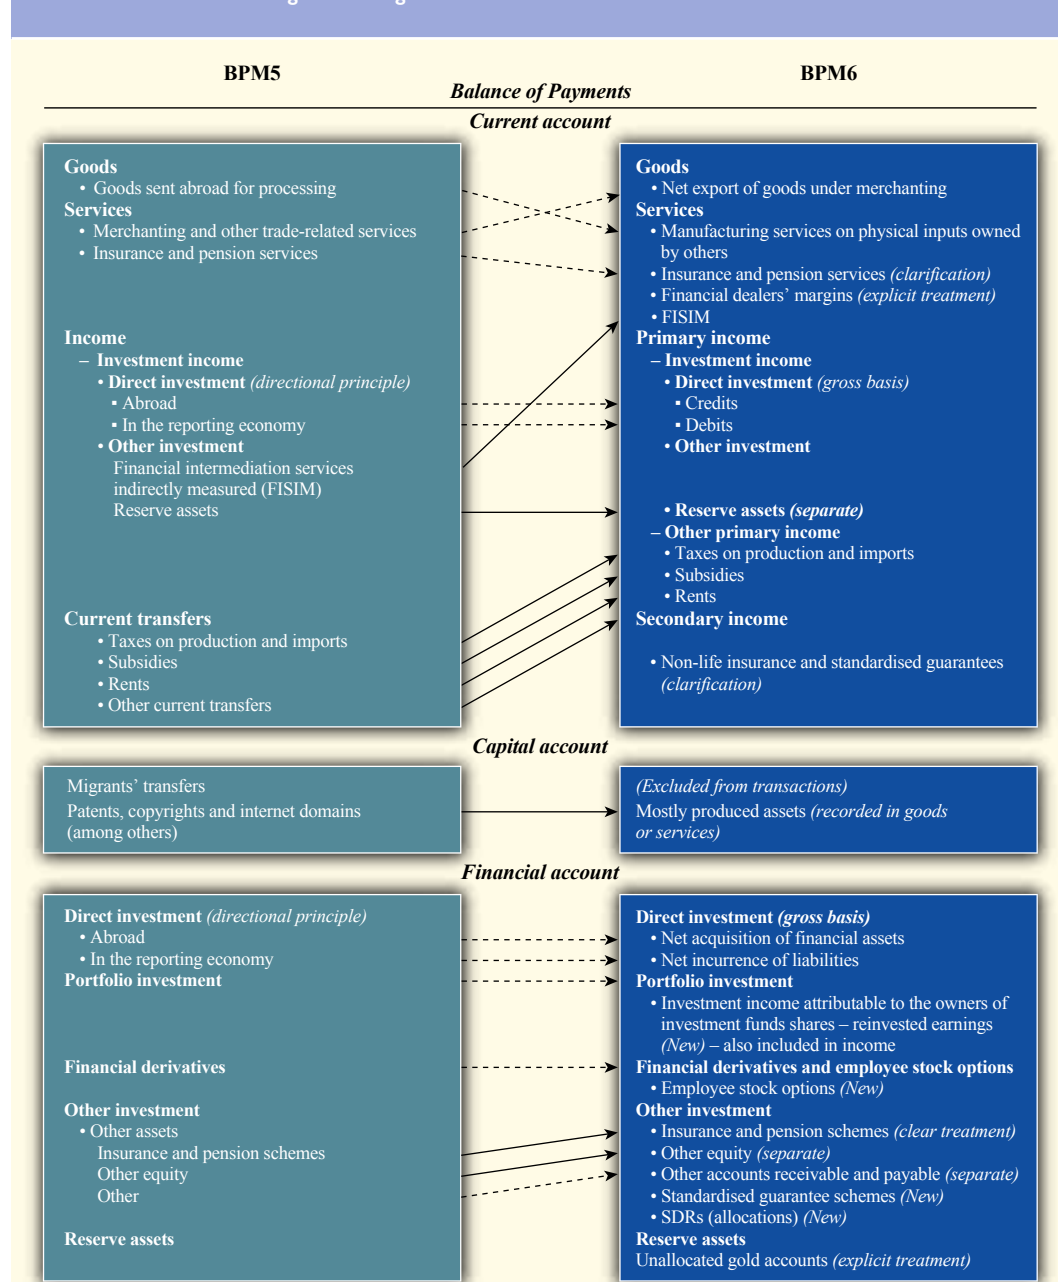 BPM5
BPM6
Balance of Payments
Current account
Goods
• Goods sent abroad for processing
Services
• Merchanting and other trade-related services
• Insurance and pension services
Income
– Investment income
• Direct investment (directional principle)
▪ Abroad
▪ In the reporting economy
• Other investment
Financial intermediation services
indirectly measured (FISIM)
Reserve assets
Current transfers
• Taxes on production and imports
• Subsidies
• Rents
• Other current transfers
Goods
• Net export of goods under merchanting
Services
• Manufacturing services on physical inputs owned
by others
• Insurance and pension services (clarification)
• Financial dealers’ margins (explicit treatment)
• FISIM
Primary income
– Investment income
• Direct investment (gross basis)
▪ Credits
▪ Debits
• Other investment
• Reserve assets (separate)
– Other primary income
• Taxes on production and imports
• Subsidies
• Rents
Secondary income
• Non-life insurance and standardised guarantees
(clarification)
Capital account
Migrants’ transfers
Patents, copyrights and internet domains
(among others)
(Excluded from transactions)
Mostly produced assets (recorded in goods
or services)
Financial account
Direct investment (directional principle)
• Abroad
• In the reporting economy
Portfolio investment
Financial derivatives
Other investment
• Other assets
Insurance and pension schemes
Other equity
Other
Reserve assets
Direct investment (gross basis)
• Net acquisition of financial assets
• Net incurrence of liabilities
Portfolio investment
• Investment income attributable to the owners of
investment funds shares – reinvested earnings
(New) – also included in income
Financial derivatives and employee stock options
• Employee stock options (New)
Other investment
• Insurance and pension schemes (clear treatment)
• Other equity (separate)
• Other accounts receivable and payable (separate)
• Standardised guarantee schemes (New)
• SDRs (allocations) (New)
Reserve assets
Unallocated gold accounts (explicit treatment)